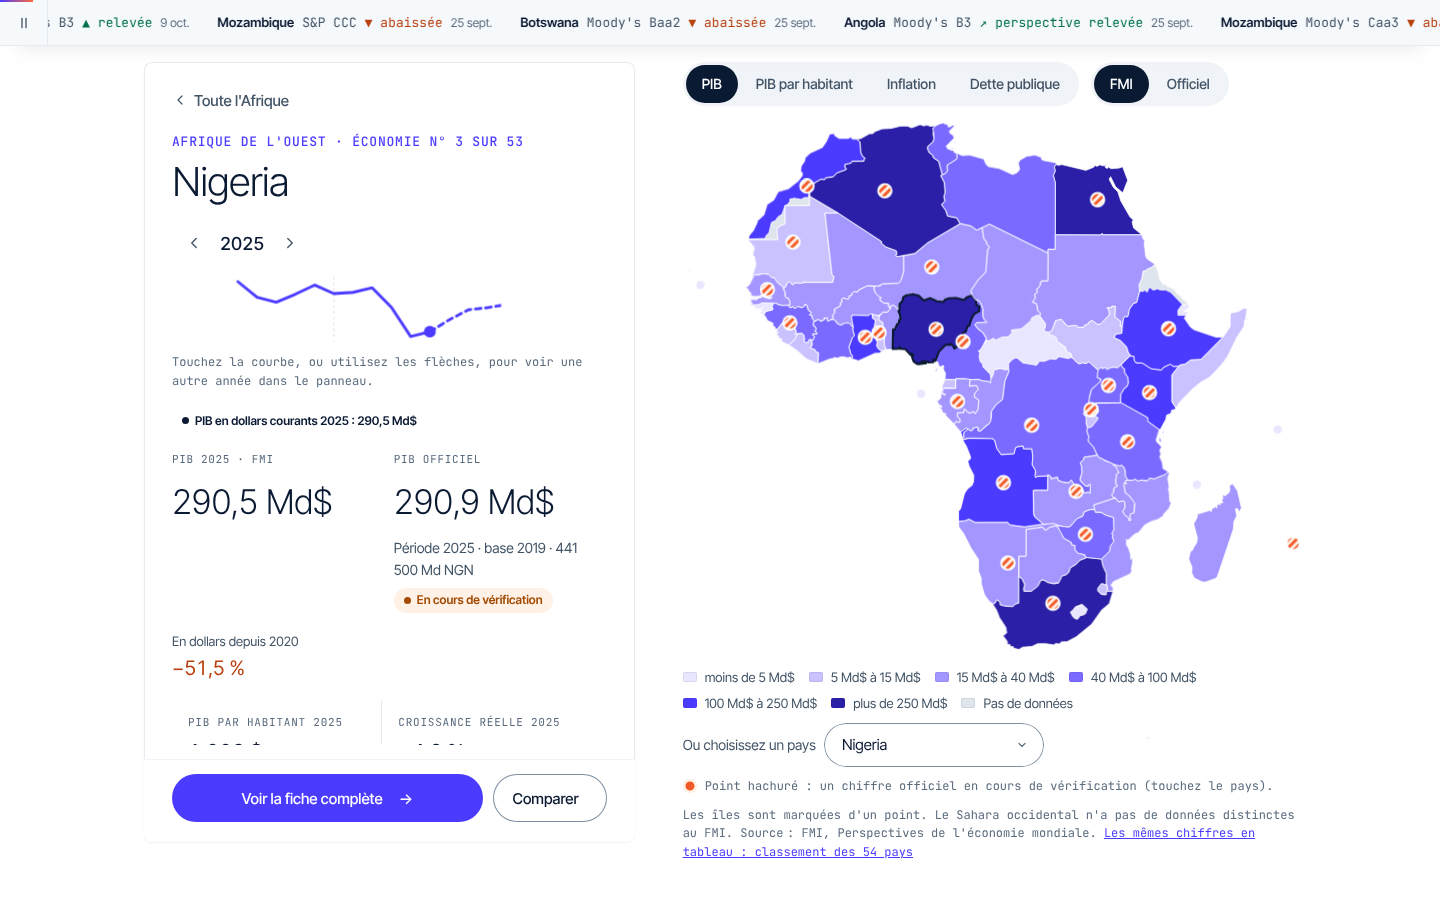 B3 ▲ relevée 9 oct. Mozambique S&P CCC ▼ abaissée 25 sept. Botswana Moody's Baa2 ▼ abaissée 25 sept. Angola Moody's B3 ↗ perspective relevée 25 sept. Mozambique Moody's Caa3 ▼
Toute l'Afrique
AFRIQUE DE L'OUEST · ÉCONOMIE N° 3 SUR 53
Nigeria
2025
Touchez la courbe, ou utilisez les flèches, pour voir une
autre année dans le panneau.
PIB en dollars courants 2025 : 290,5 Md$
PIB 2025 · FMI
290,5 Md$
PIB OFFICIEL
290,9 Md$
Période 2025 · base 2019 · 441
500 Md NGN
En cours de vérification
En dollars depuis 2020
−51,5 %
PIB PAR HABITANT 2025
CROISSANCE RÉELLE 2025
Voir la fiche complète →
Comparer
PIB PIB par habitant Inflation Dette publique
FMI Officiel
moins de 5 Md$ 5 Md$ à 15 Md$ 15 Md$ à 40 Md$ 40 Md$ à 100 Md$
100 Md$ à 250 Md$ plus de 250 Md$ Pas de données
Ou choisissez un pays Nigeria
Point hachuré : un chiffre officiel en cours de vérification (touchez le pays).
Les îles sont marquées d'un point. Le Sahara occidental n'a pas de données distinctes
au FMI. Source : FMI, Perspectives de l'économie mondiale. Les mêmes chiffres en
tableau : classement des 54 pays